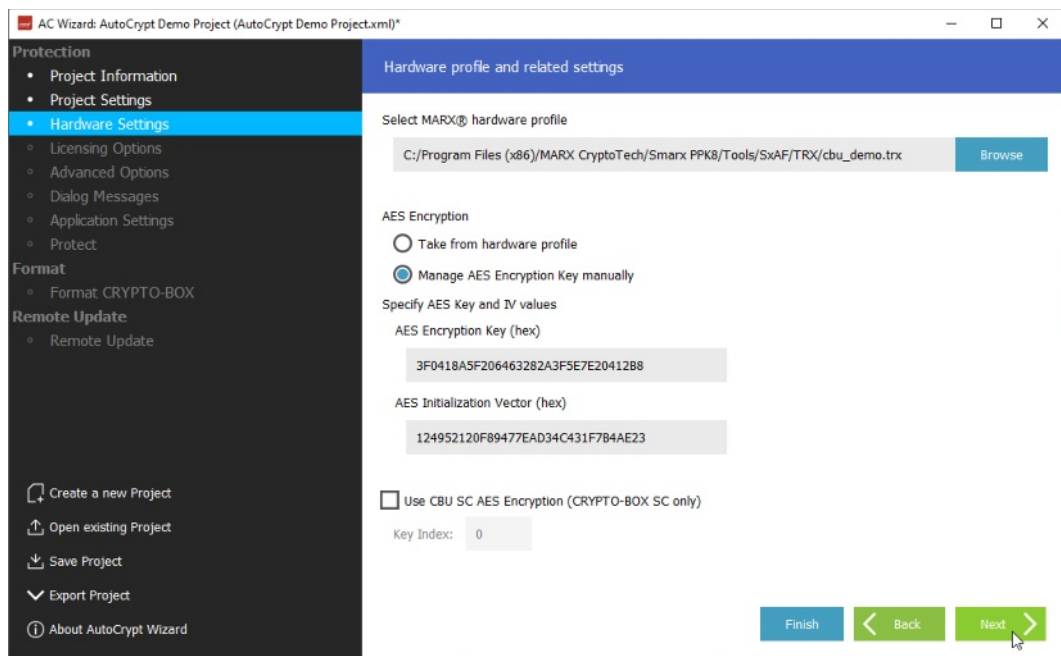 AC Wizard: AutoCrypt Demo Project (AutoCrypt Demo Project.xml)*
Protection
Project Information
Project Settings
Hardware Settings
Licensing Options
Advanced Options
Dialog Messages
Application Settings
Protect
Format
Format CRYPTO-BOX
Remote Update
Remote Update
Create a new Project
Open existing Project
Save Project
Export Project
About AutoCrypt Wizard
Hardware profile and related settings
Select MARX® hardware profile
C:/Program Files (x86)/MARX CryptoTech/Smarx PPK8/Tools/SxAF/TRX/cbu_demo.trx
Browse
AES Encryption
Take from hardware profile
Manage AES Encryption Key manually
Specify AES Key and IV values
AES Encryption Key (hex)
3F0418A5F206463282A3F5E7E20412B8
AES Initialization Vector (hex)
124952120F89477EAD34C431F7B4AE23
Use CBU SC AES Encryption (CRYPTO-BOX SC only)
Key Index: 0
Finish
Back
Next